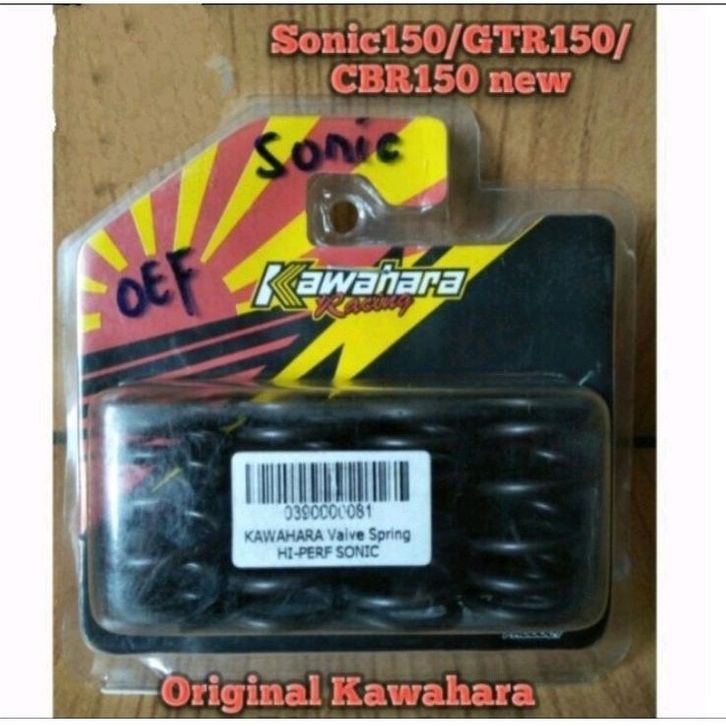 Sonic150/GTR150/
CBR150 new
Sonic
OEF
Kawahara
Racing
0390000081
KAWAHARA Valve Spring
HI-PERF SONIC
Original Kawahara